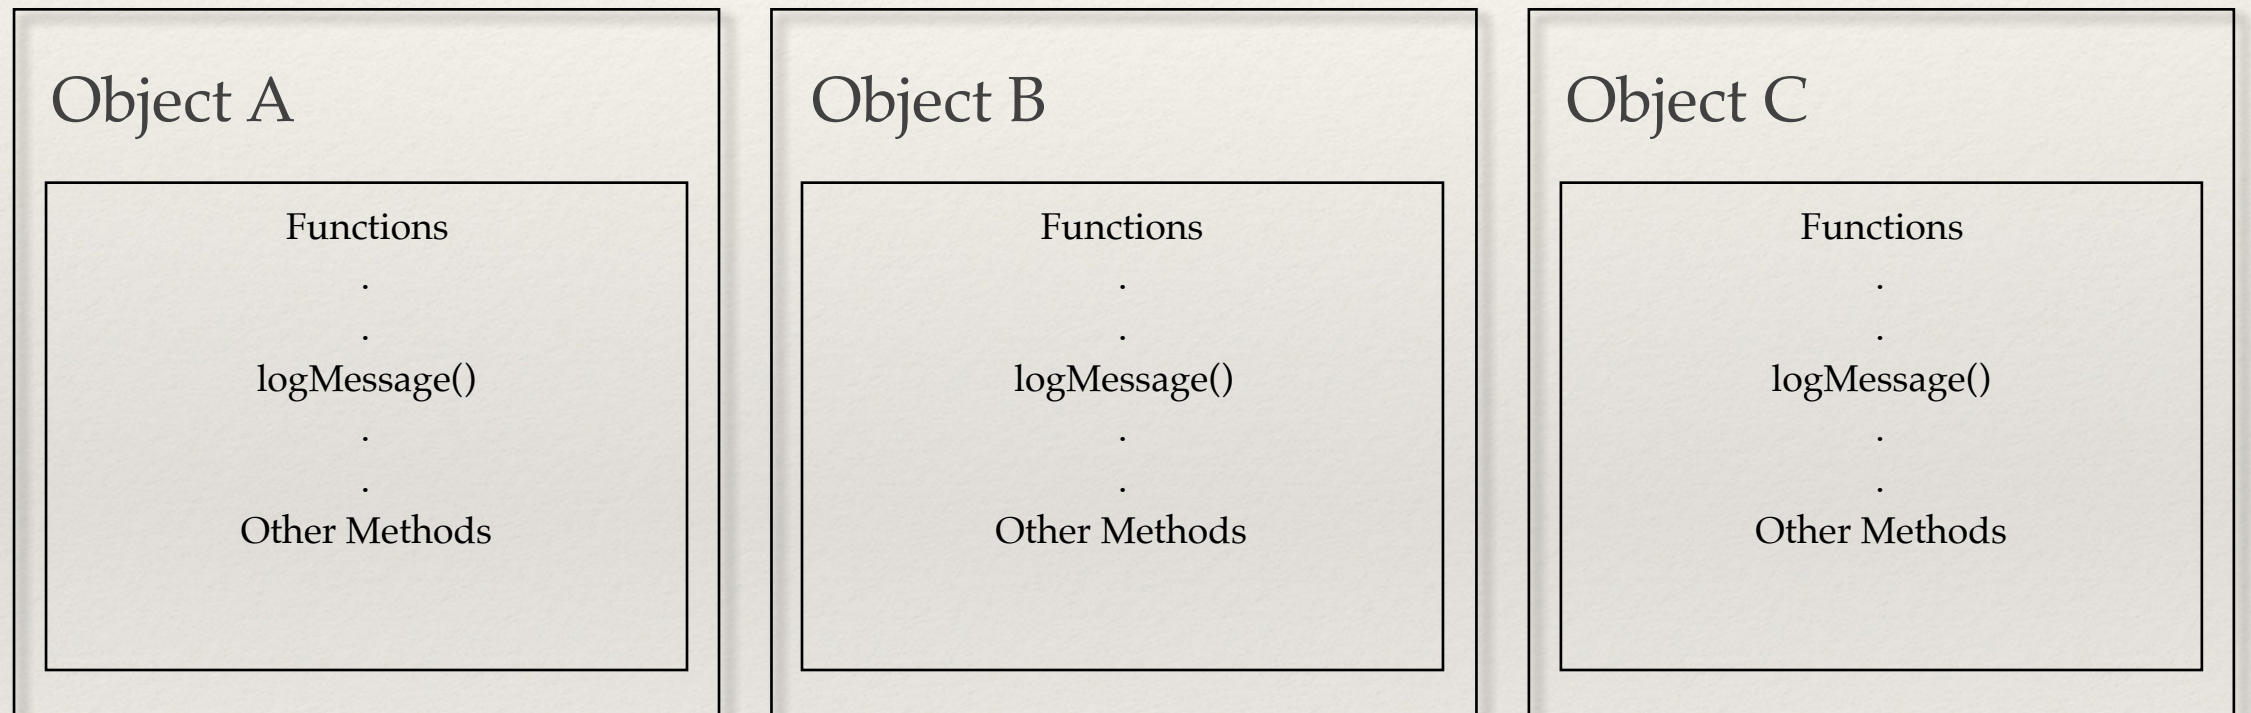 Object A
Functions
.
.
logMessage()
.
.
Other Methods
Object B
Functions
.
.
logMessage()
.
.
Other Methods
Object C
Functions
.
.
logMessage()
.
.
Other Methods